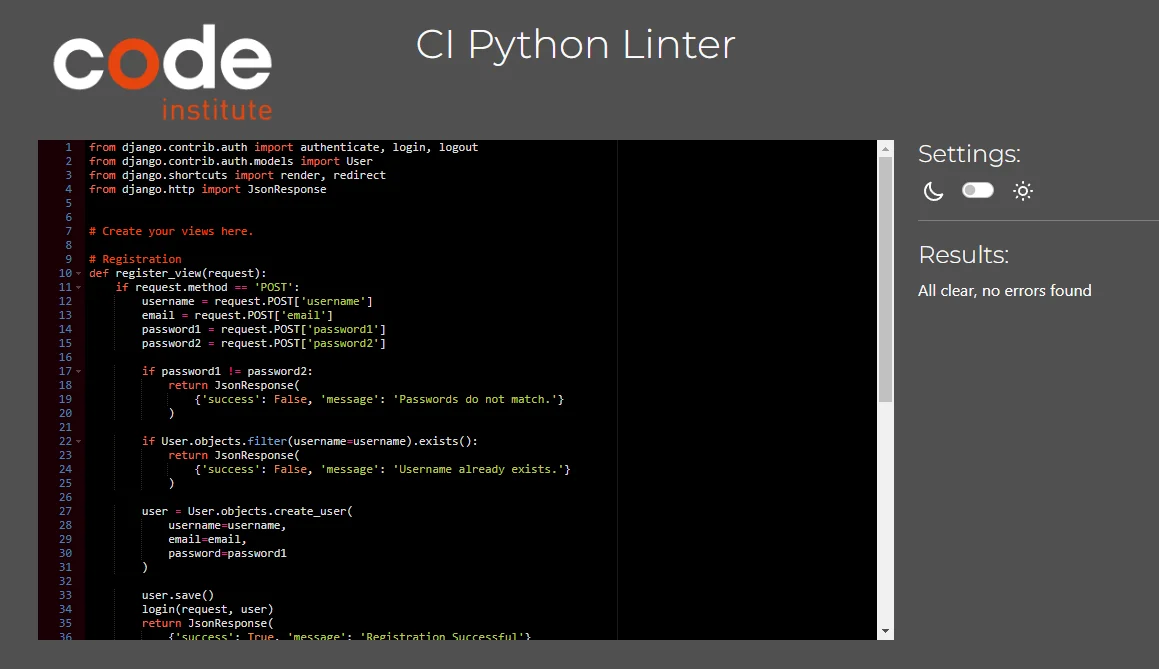 code
institute
CI Python Linter
1 from django.contrib.auth import authenticate, login, logout
2 from django.contrib.auth.models import User
3 from django.shortcuts import render, redirect
4 from django.http import JsonResponse
5
6
7 # Create your views here.
8
9 # Registration
10 def register_view(request):
11     if request.method == 'POST':
12         username = request.POST['username']
13         email = request.POST['email']
14         password1 = request.POST['password1']
15         password2 = request.POST['password2']
16
17         if password1 != password2:
18             return JsonResponse(
19                 {'success': False, 'message': 'Passwords do not match.'}
20             )
21
22         if User.objects.filter(username=username).exists():
23             return JsonResponse(
24                 {'success': False, 'message': 'Username already exists.'}
25             )
26
27         user = User.objects.create_user(
28             username=username,
29             email=email,
30             password=password1
31         )
32
33         user.save()
34         login(request, user)
35         return JsonResponse(
36             {'success': True, 'message': 'Registration Successful'}
Settings:
Results:
All clear, no errors found